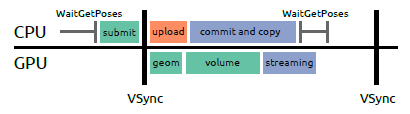 WaitGetPoses WaitGetPoses
CPU submit upload commit and copy
GPU geom volume streaming
VSync VSync